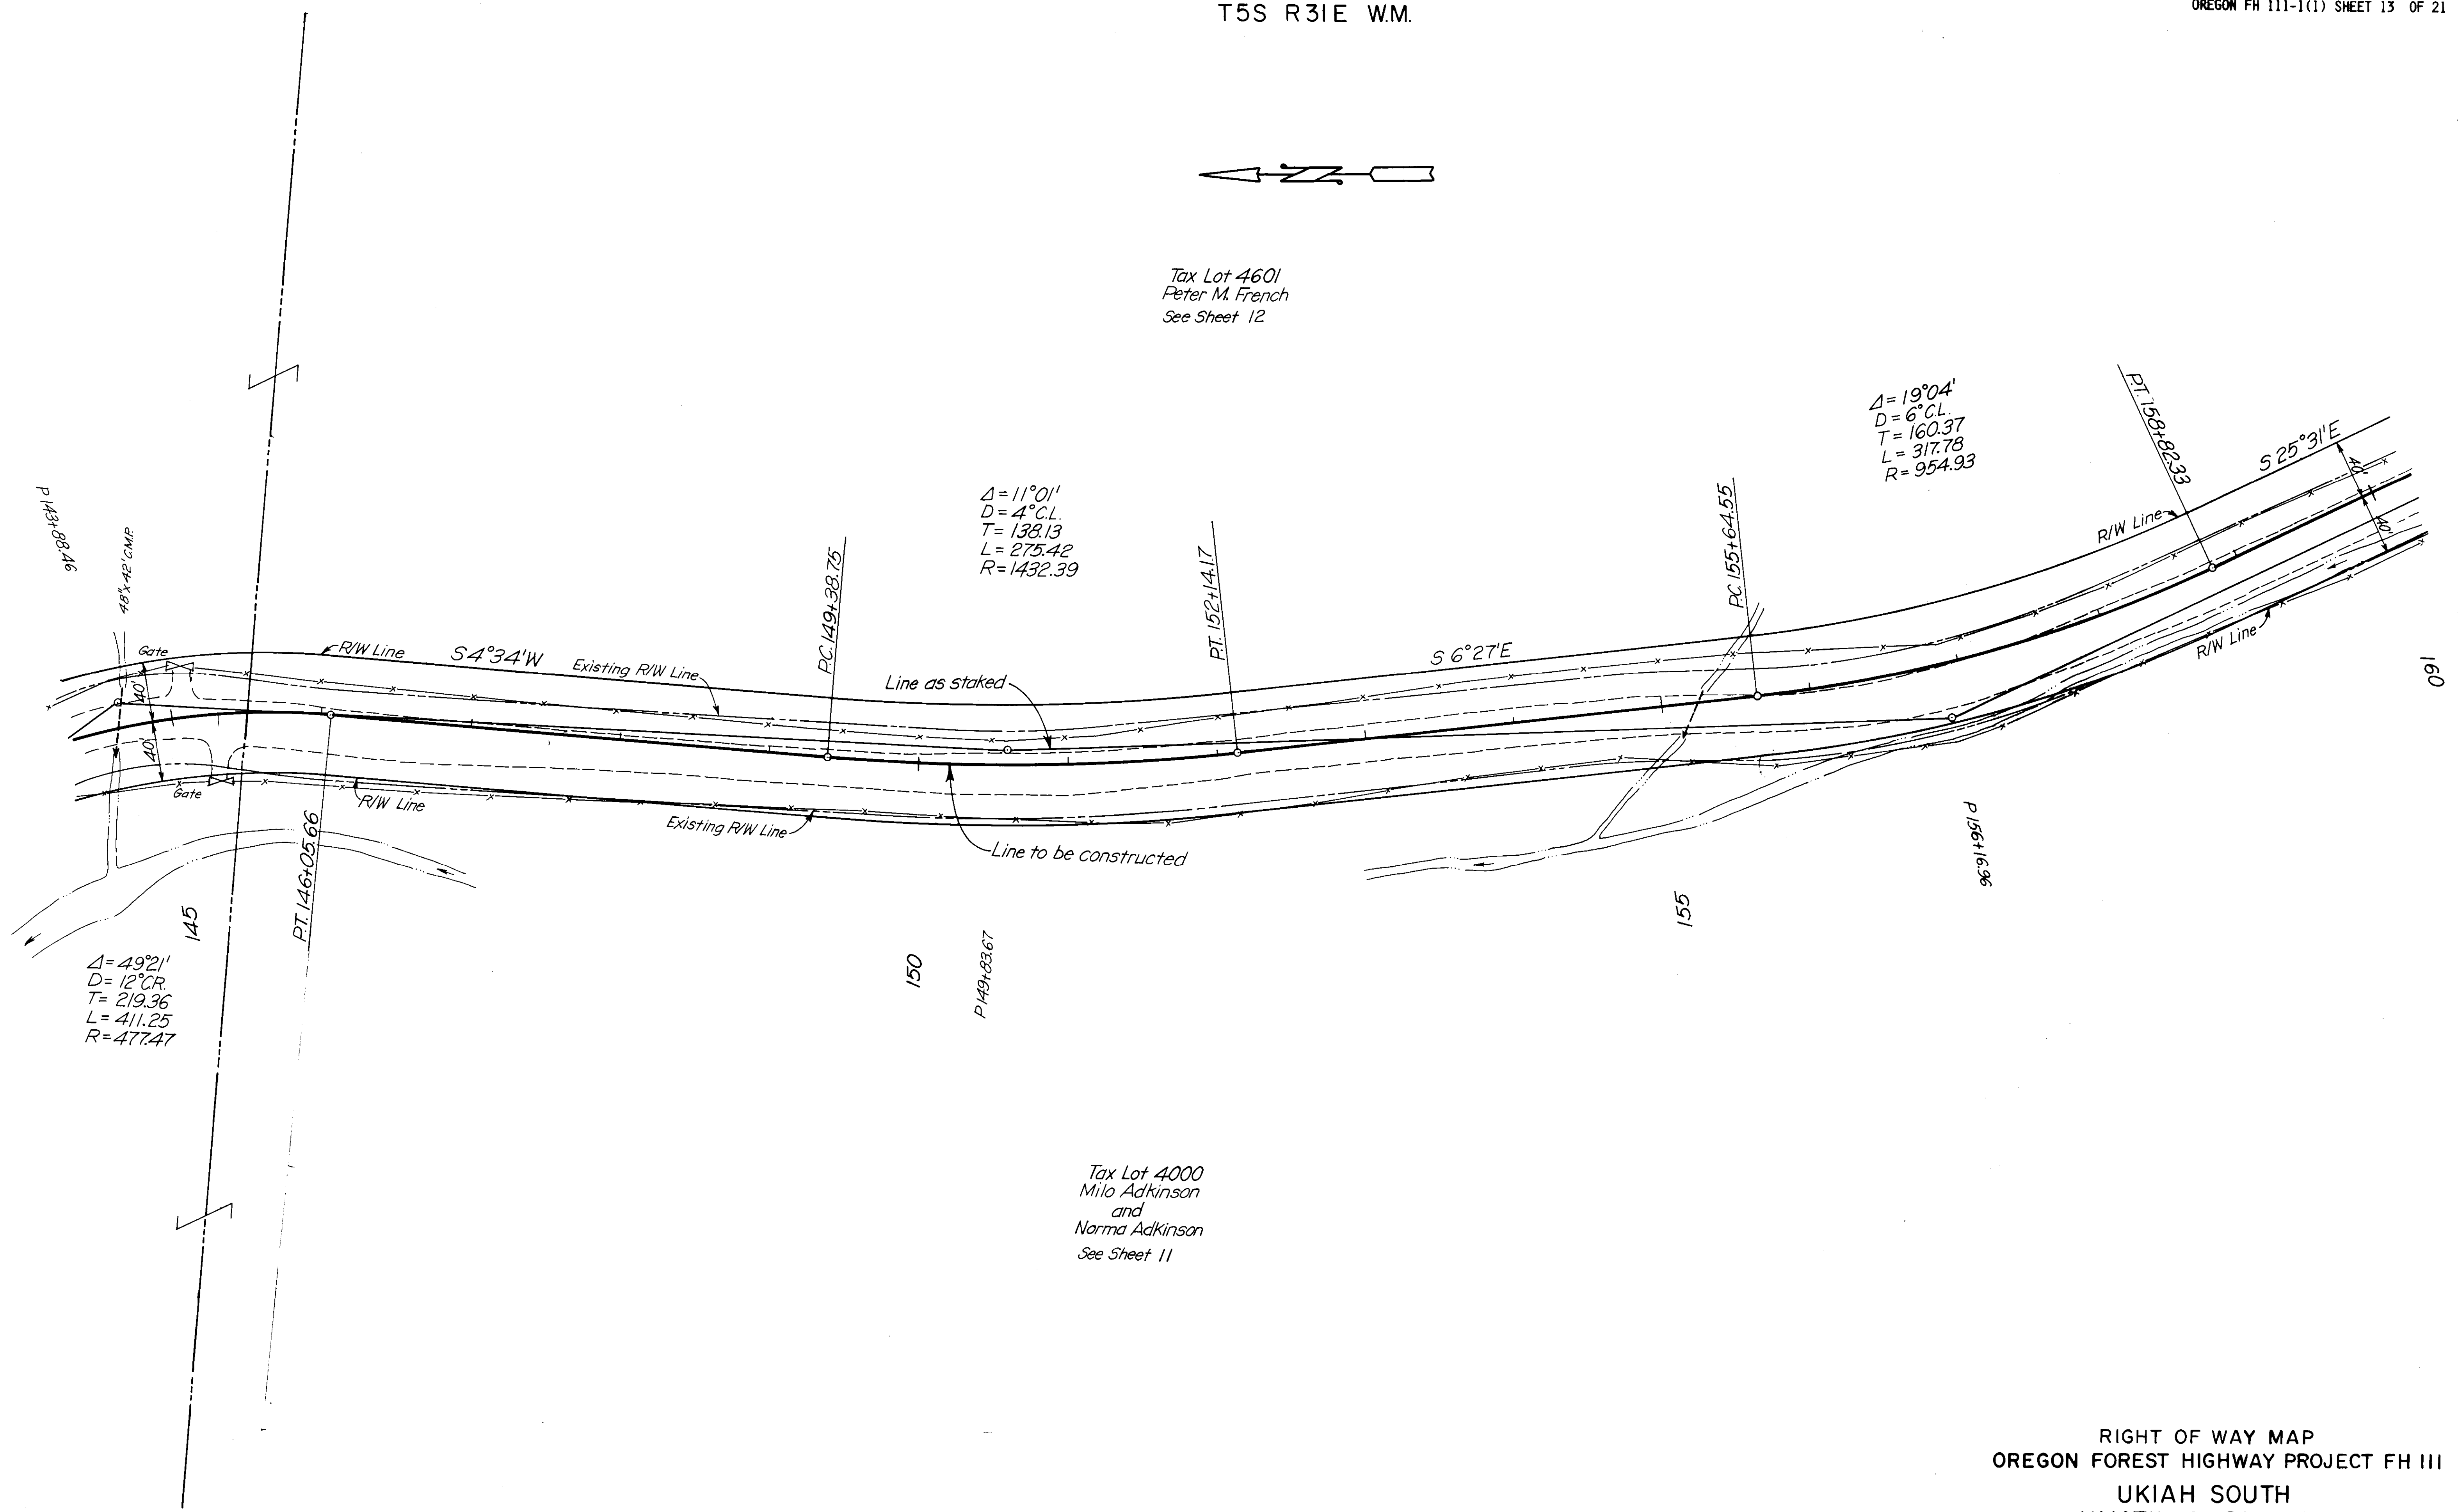 T5S R31E W.M.
OREGON FH 111-1(1) SHEET 13 OF 21
Tax Lot 4601
Peter M. French
See Sheet 12
Δ=19°04'
D=6°C.L.
T=160.37
L=317.78
R=954.93
P.T. 158+82.33
S 25°31'E
40'
40'
R/W Line
R/W Line
160
P 143+88.46
48"x42' C.M.P.
Δ=11°01'
D=4°C.L.
T=138.13
L=275.42
R=1432.39
P.C. 149+38.75
P.T. 152+14.17
P.C. 155+64.55
Gate
40'
40'
Gate
R/W Line
S 4°34'W
Existing R/W Line
Line as staked
S 6°27'E
R/W Line
Existing R/W Line
Line to be constructed
P.T. 146+05.66
145
150
P 149+83.67
155
P 156+16.96
Δ=49°21'
D=12°C.R.
T=219.36
L=411.25
R=477.47
Tax Lot 4000
Milo Adkinson
and
Norma Adkinson
See Sheet 11
RIGHT OF WAY MAP
OREGON FOREST HIGHWAY PROJECT FH 111
UKIAH SOUTH